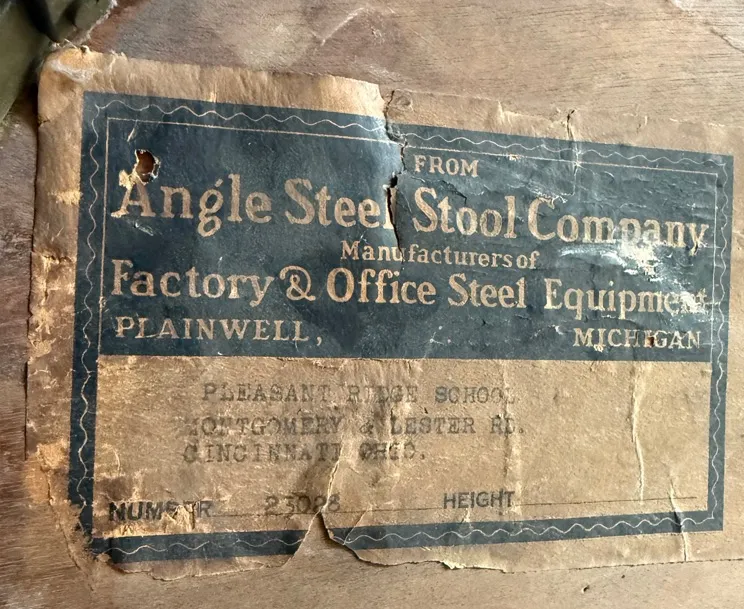 FROM
Angle Steel Stool Company
Manufacturers of
Factory & Office Steel Equipment
PLAINWELL, MICHIGAN
PLEASANT RIDGE SCHOOL
MONTGOMERY & LESTER RD.
CINCINNATI OHIO.
NUMBER 23028 HEIGHT